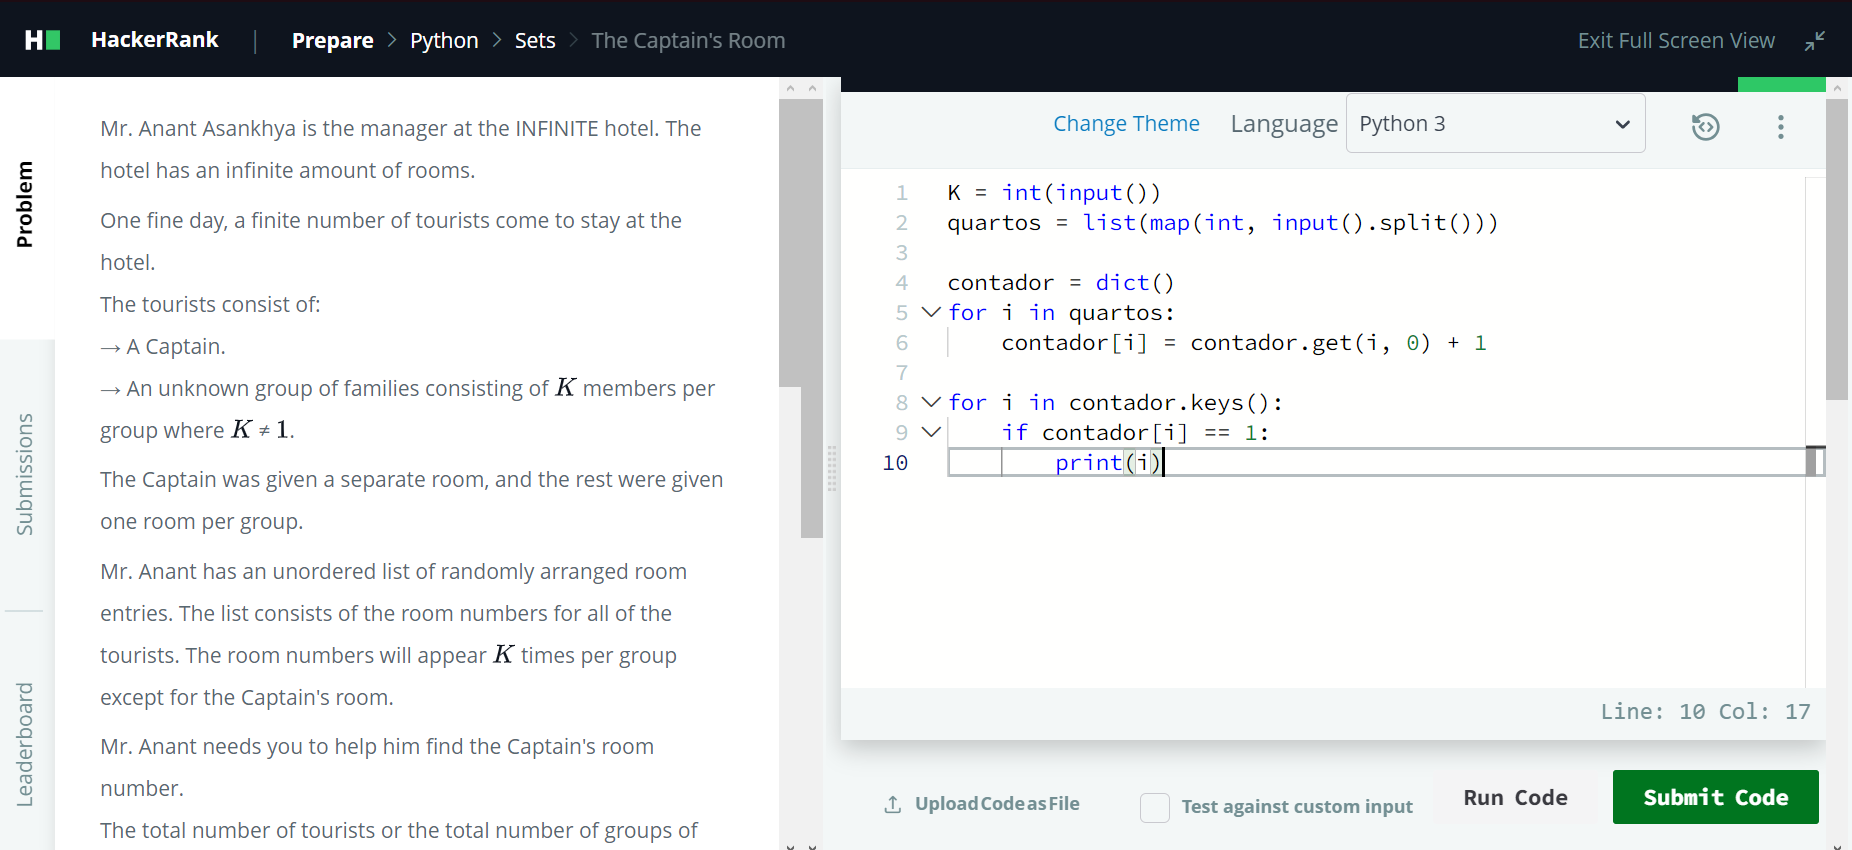 H HackerRank | Prepare > Python > Sets > The Captain's Room Exit Full Screen View
Problem
Submissions
Leaderboard
Mr. Anant Asankhya is the manager at the INFINITE hotel. The
hotel has an infinite amount of rooms.
One fine day, a finite number of tourists come to stay at the
hotel.
The tourists consist of:
→ A Captain.
→ An unknown group of families consisting of K members per
group where K ≠ 1.
The Captain was given a separate room, and the rest were given
one room per group.
Mr. Anant has an unordered list of randomly arranged room
entries. The list consists of the room numbers for all of the
tourists. The room numbers will appear K times per group
except for the Captain's room.
Mr. Anant needs you to help him find the Captain's room
number.
The total number of tourists or the total number of groups of
Change Theme Language Python 3
1 K = int(input())
2 quartos = list(map(int, input().split()))
3
4 contador = dict()
5 for i in quartos:
6     contador[i] = contador.get(i, 0) + 1
7
8 for i in contador.keys():
9     if contador[i] == 1:
10         print(i)
Line: 10 Col: 17
Upload Code as File Test against custom input Run Code Submit Code